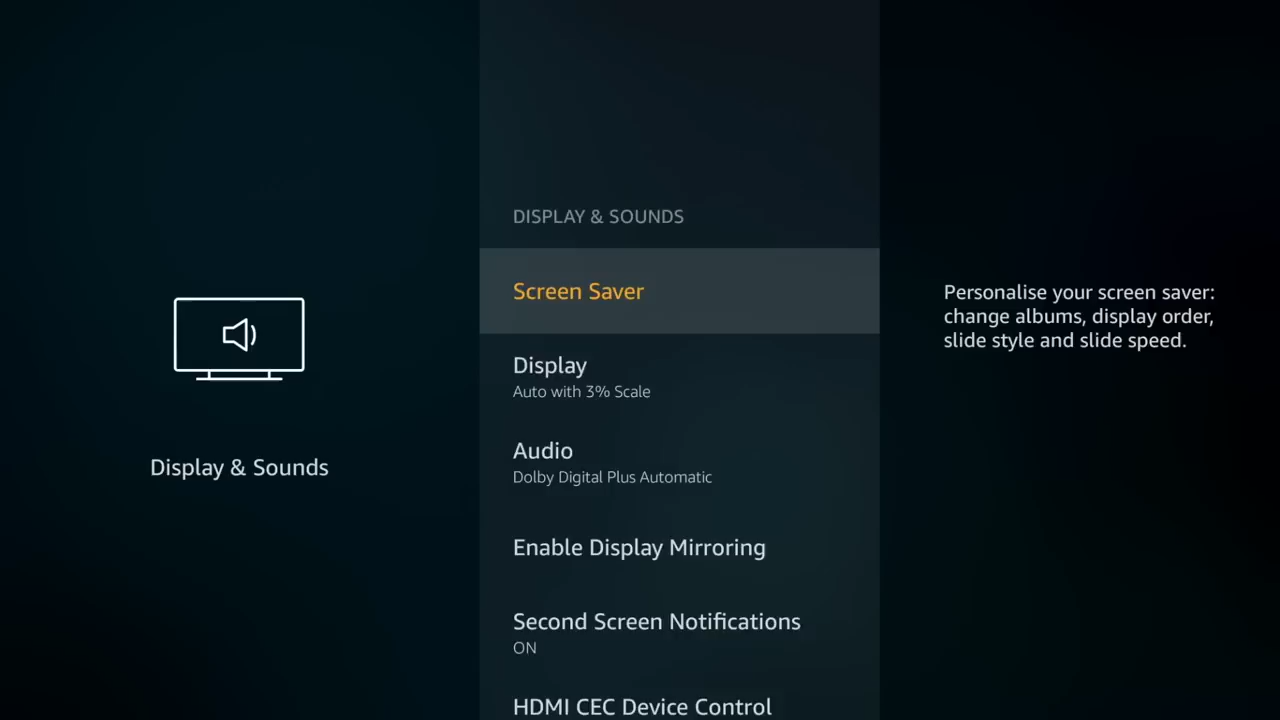 DISPLAY & SOUNDS
Screen Saver
Display
Auto with 3% Scale
Audio
Dolby Digital Plus Automatic
Enable Display Mirroring
Second Screen Notifications
ON
HDMI CEC Device Control
Display & Sounds
Personalise your screen saver:
change albums, display order,
slide style and slide speed.